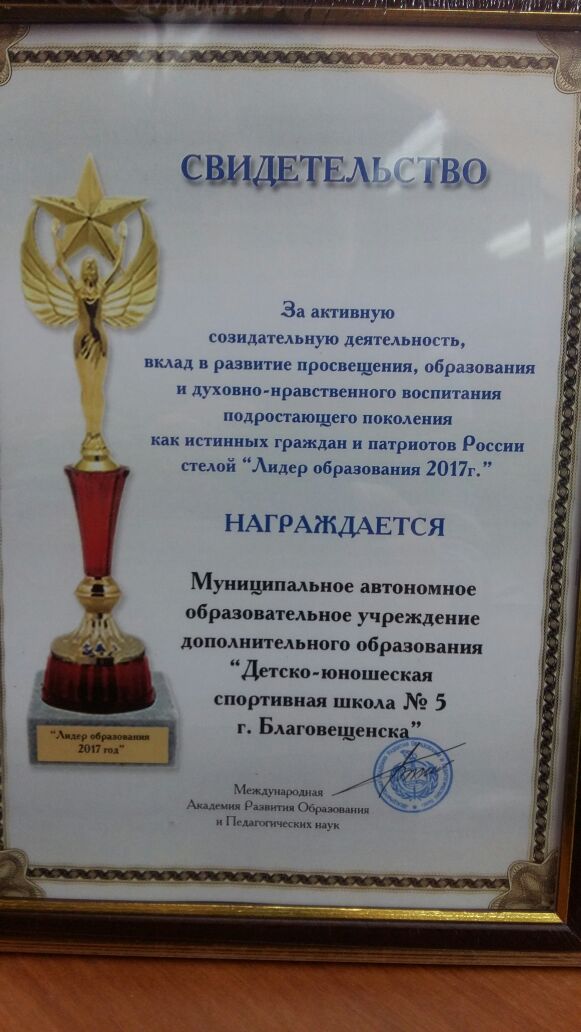 СВИДЕТЕЛЬСТВО
За активную
созидательную деятельность,
вклад в развитие просвещения, образования
и духовно-нравственного воспитания
подростающего поколения
как истинных граждан и патриотов России
стелой “Лидер образования 2017г.”
НАГРАЖДАЕТСЯ
Муниципальное автономное
образовательное учреждение
дополнительного образования
“Детско-юношеская
спортивная школа № 5
г. Благовещенска”
“Лидер образования
2017 год”
Международная
Академия Развития Образования
и Педагогических наук